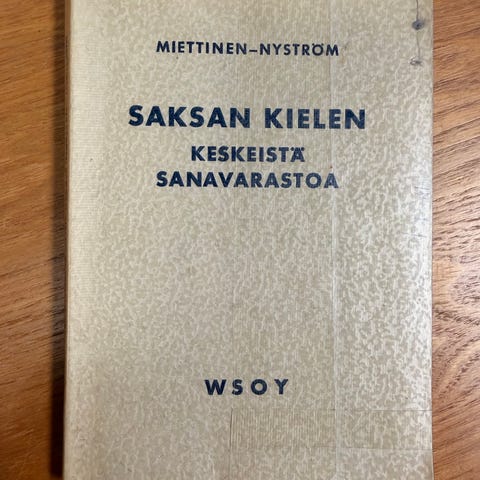 MIETTINEN–NYSTRÖM
SAKSAN KIELEN
KESKEISTÄ
SANAVARASTOA
WSOY